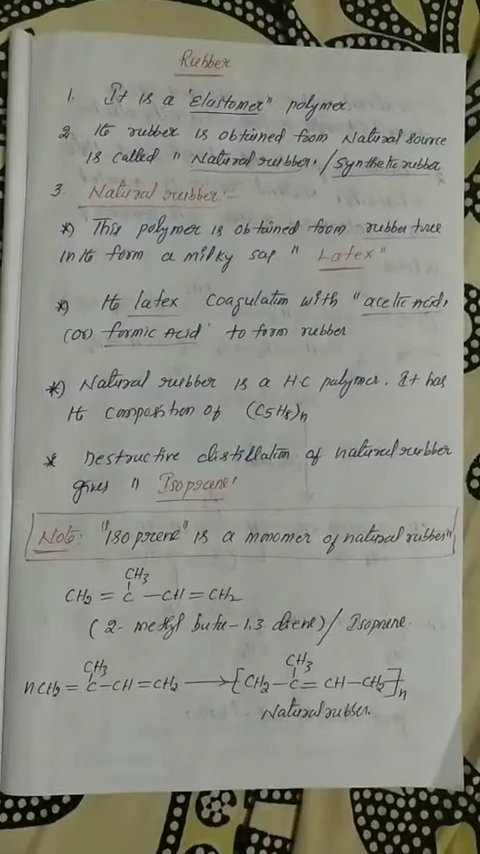 Rubber
1. It is a 'Elastomer" polymer.
2 The rubber is obtained from Natural source
is called "Natural rubber,/Synthetic rubber
3. Natural rubber:-
*) This polymer is obtained from rubber tree
in the form a milky sap "Latex"
*) The latex coagulation with "acetic Acid,
(or) formic Acid' to form rubber
*) Natural rubber is a HC polymer. It has
the composition of (C5H8)n
* Destructive distillation of natural rubber
gives "Isoprene'
Note: "Isoprene" is a monomer of natural rubber"
CH3
CH2 = C - CH = CH2
(2- methyl buta-1,3 diene)/ Isoprene.
CH3 CH3
nCH2 = C-CH=CH2 → [CH2-C=CH-CH2]n
Natural rubber.